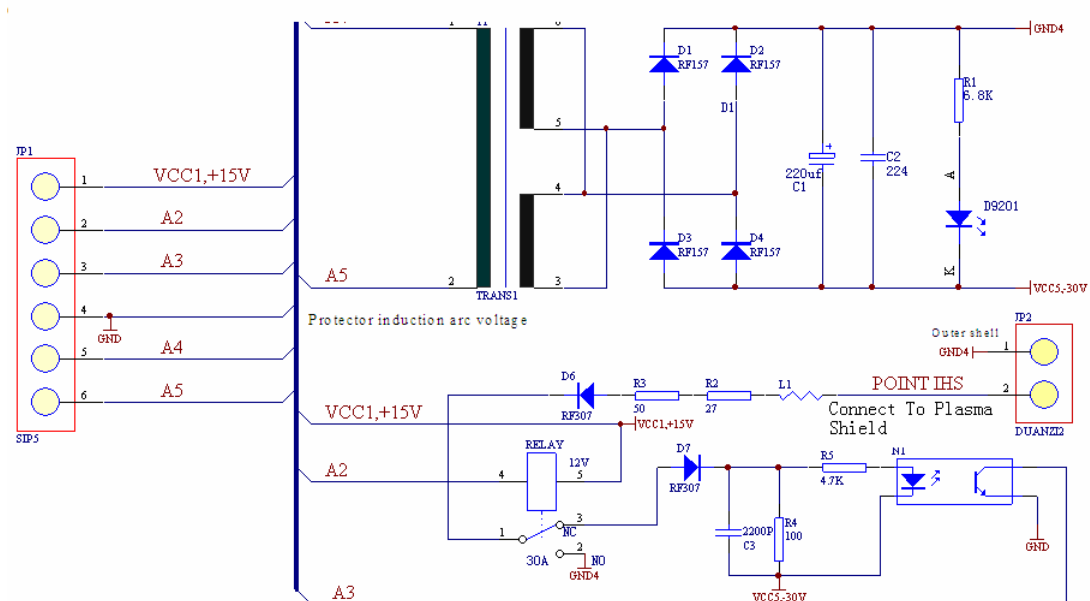 1
6
GND4
D1
RF157
D2
RF157
D1
R1
6.8K
5
JP1
1
VCC1,+15V
220uf
C1
+
C2
224
A
4
D9201
2
A2
K
D3
RF157
D4
RF157
3
A3
A5
2
TRANS1
3
VCC5,-30V
4
GND
Protector induction arc voltage
JP2
Outer shell
GND4
1
5
A4
6
A5
SIP5
D6
RF307
R3
50
R2
27
L1
POINT IHS
2
Connect To Plasma
Shield
DUANZI2
VCC1,+15V
VCC1,+15V
RELAY
12V
4
5
A2
D7
RF307
R5
4.7K
N1
1
3
NC
2
NO
30A
GND4
2200P
C3
R4
100
GND
VCC5,-30V
A3